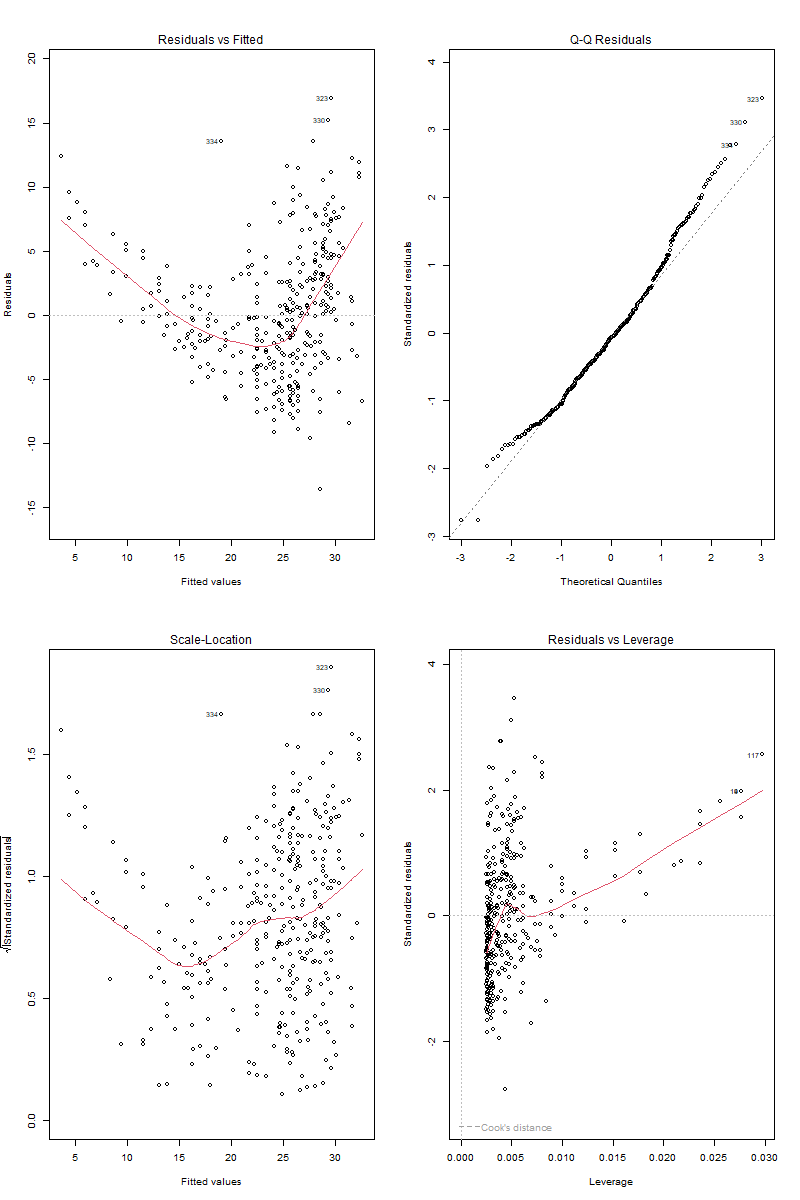 Residuals vs Fitted
Residuals
20
15
10
5
0
-5
-10
-15
323
330
334
5 10 15 20 25 30
Fitted values
Q-Q Residuals
Standardized residuals
4
3
2
1
0
-1
-2
-3
323
330
334
-3 -2 -1 0 1 2 3
Theoretical Quantiles
Scale-Location
√|Standardized residuals|
1.5
1.0
0.5
0.0
323
330
334
5 10 15 20 25 30
Fitted values
Residuals vs Leverage
Standardized residuals
4
2
0
-2
117
Cook's distance
0.000 0.005 0.010 0.015 0.020 0.025 0.030
Leverage